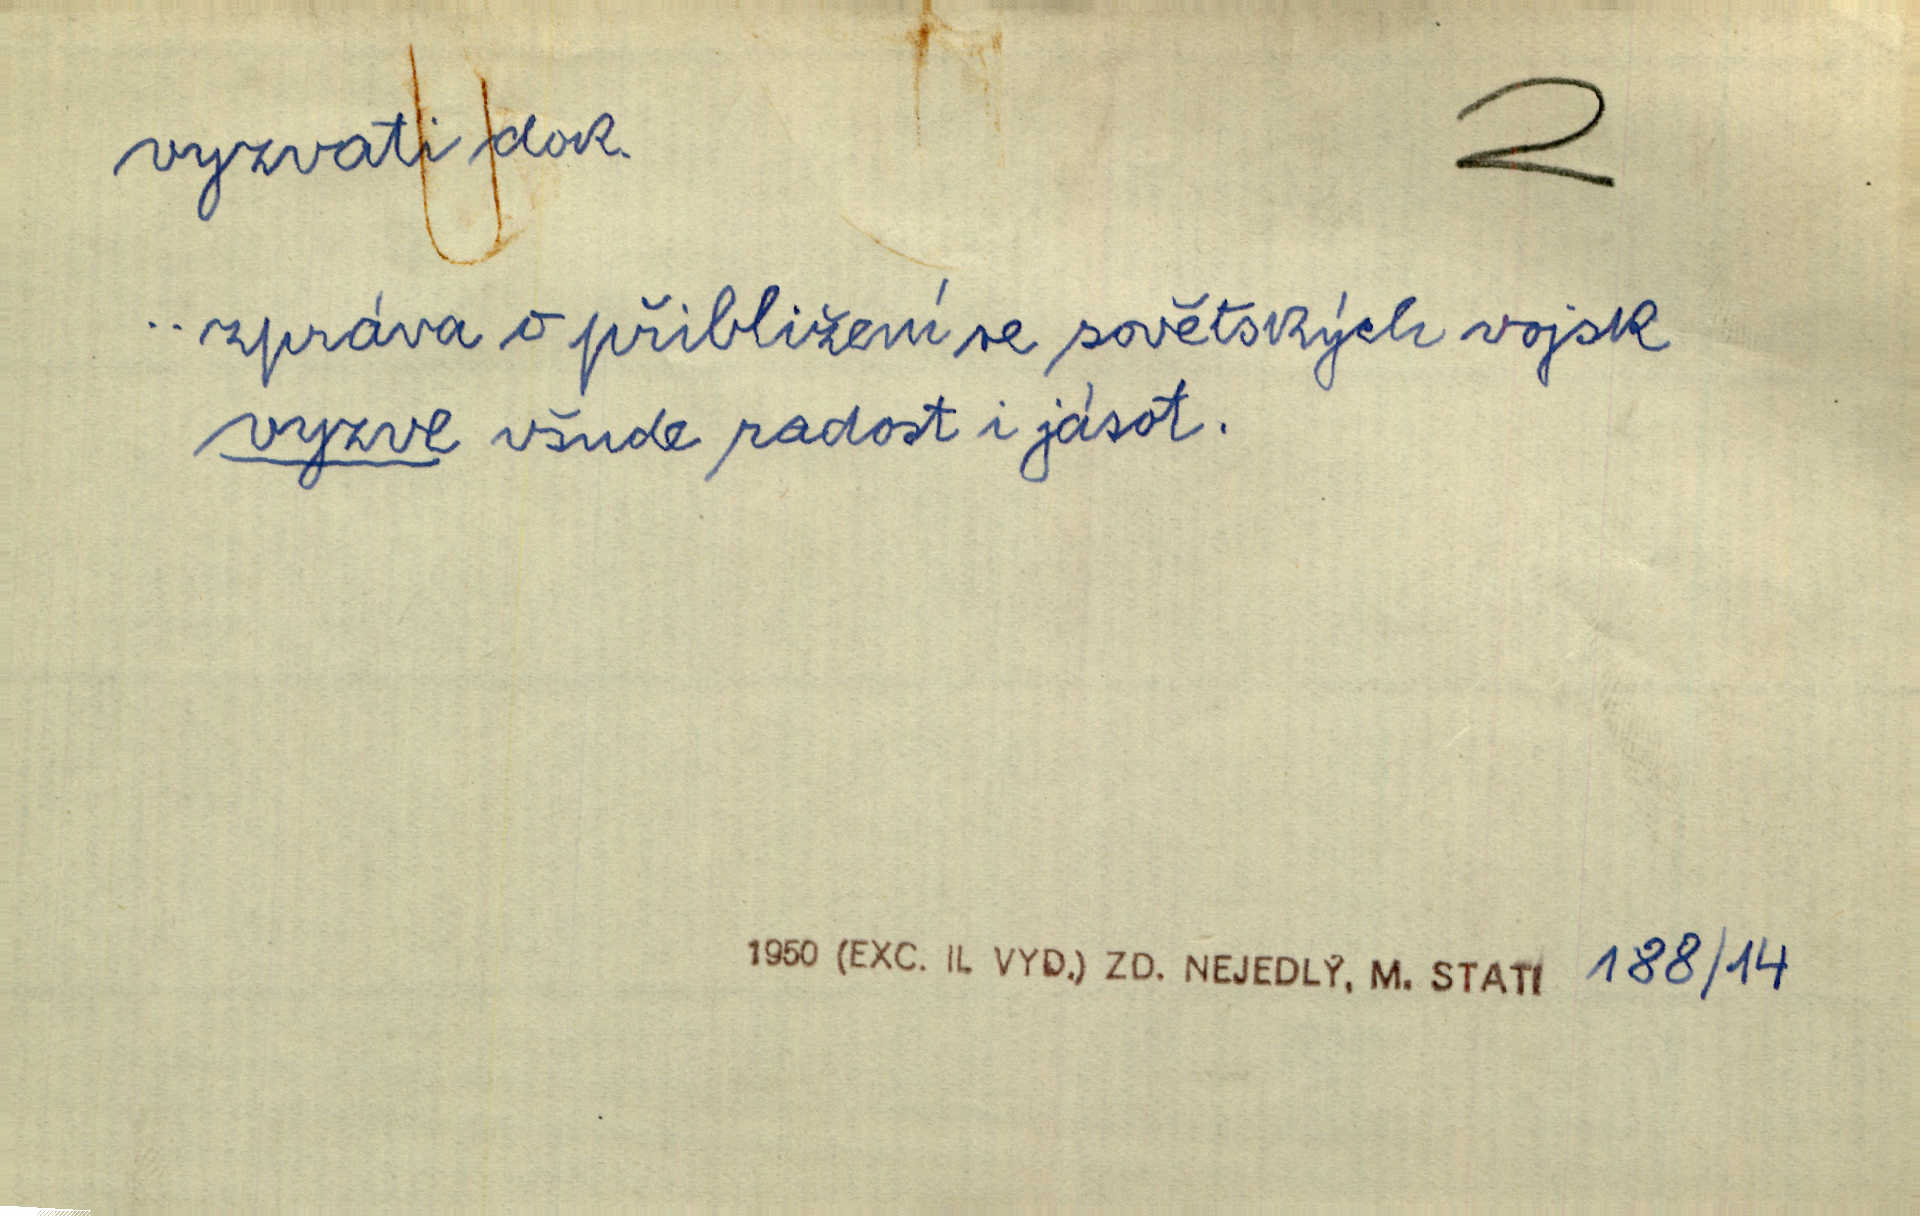 vyzvati dok.
2
.. zpráva o přiblížení se sovětských vojsk
vyzve všude radost i jásot.
1950 (EXC. II. VYD.) ZD. NEJEDLÝ, M. STATI 188/14